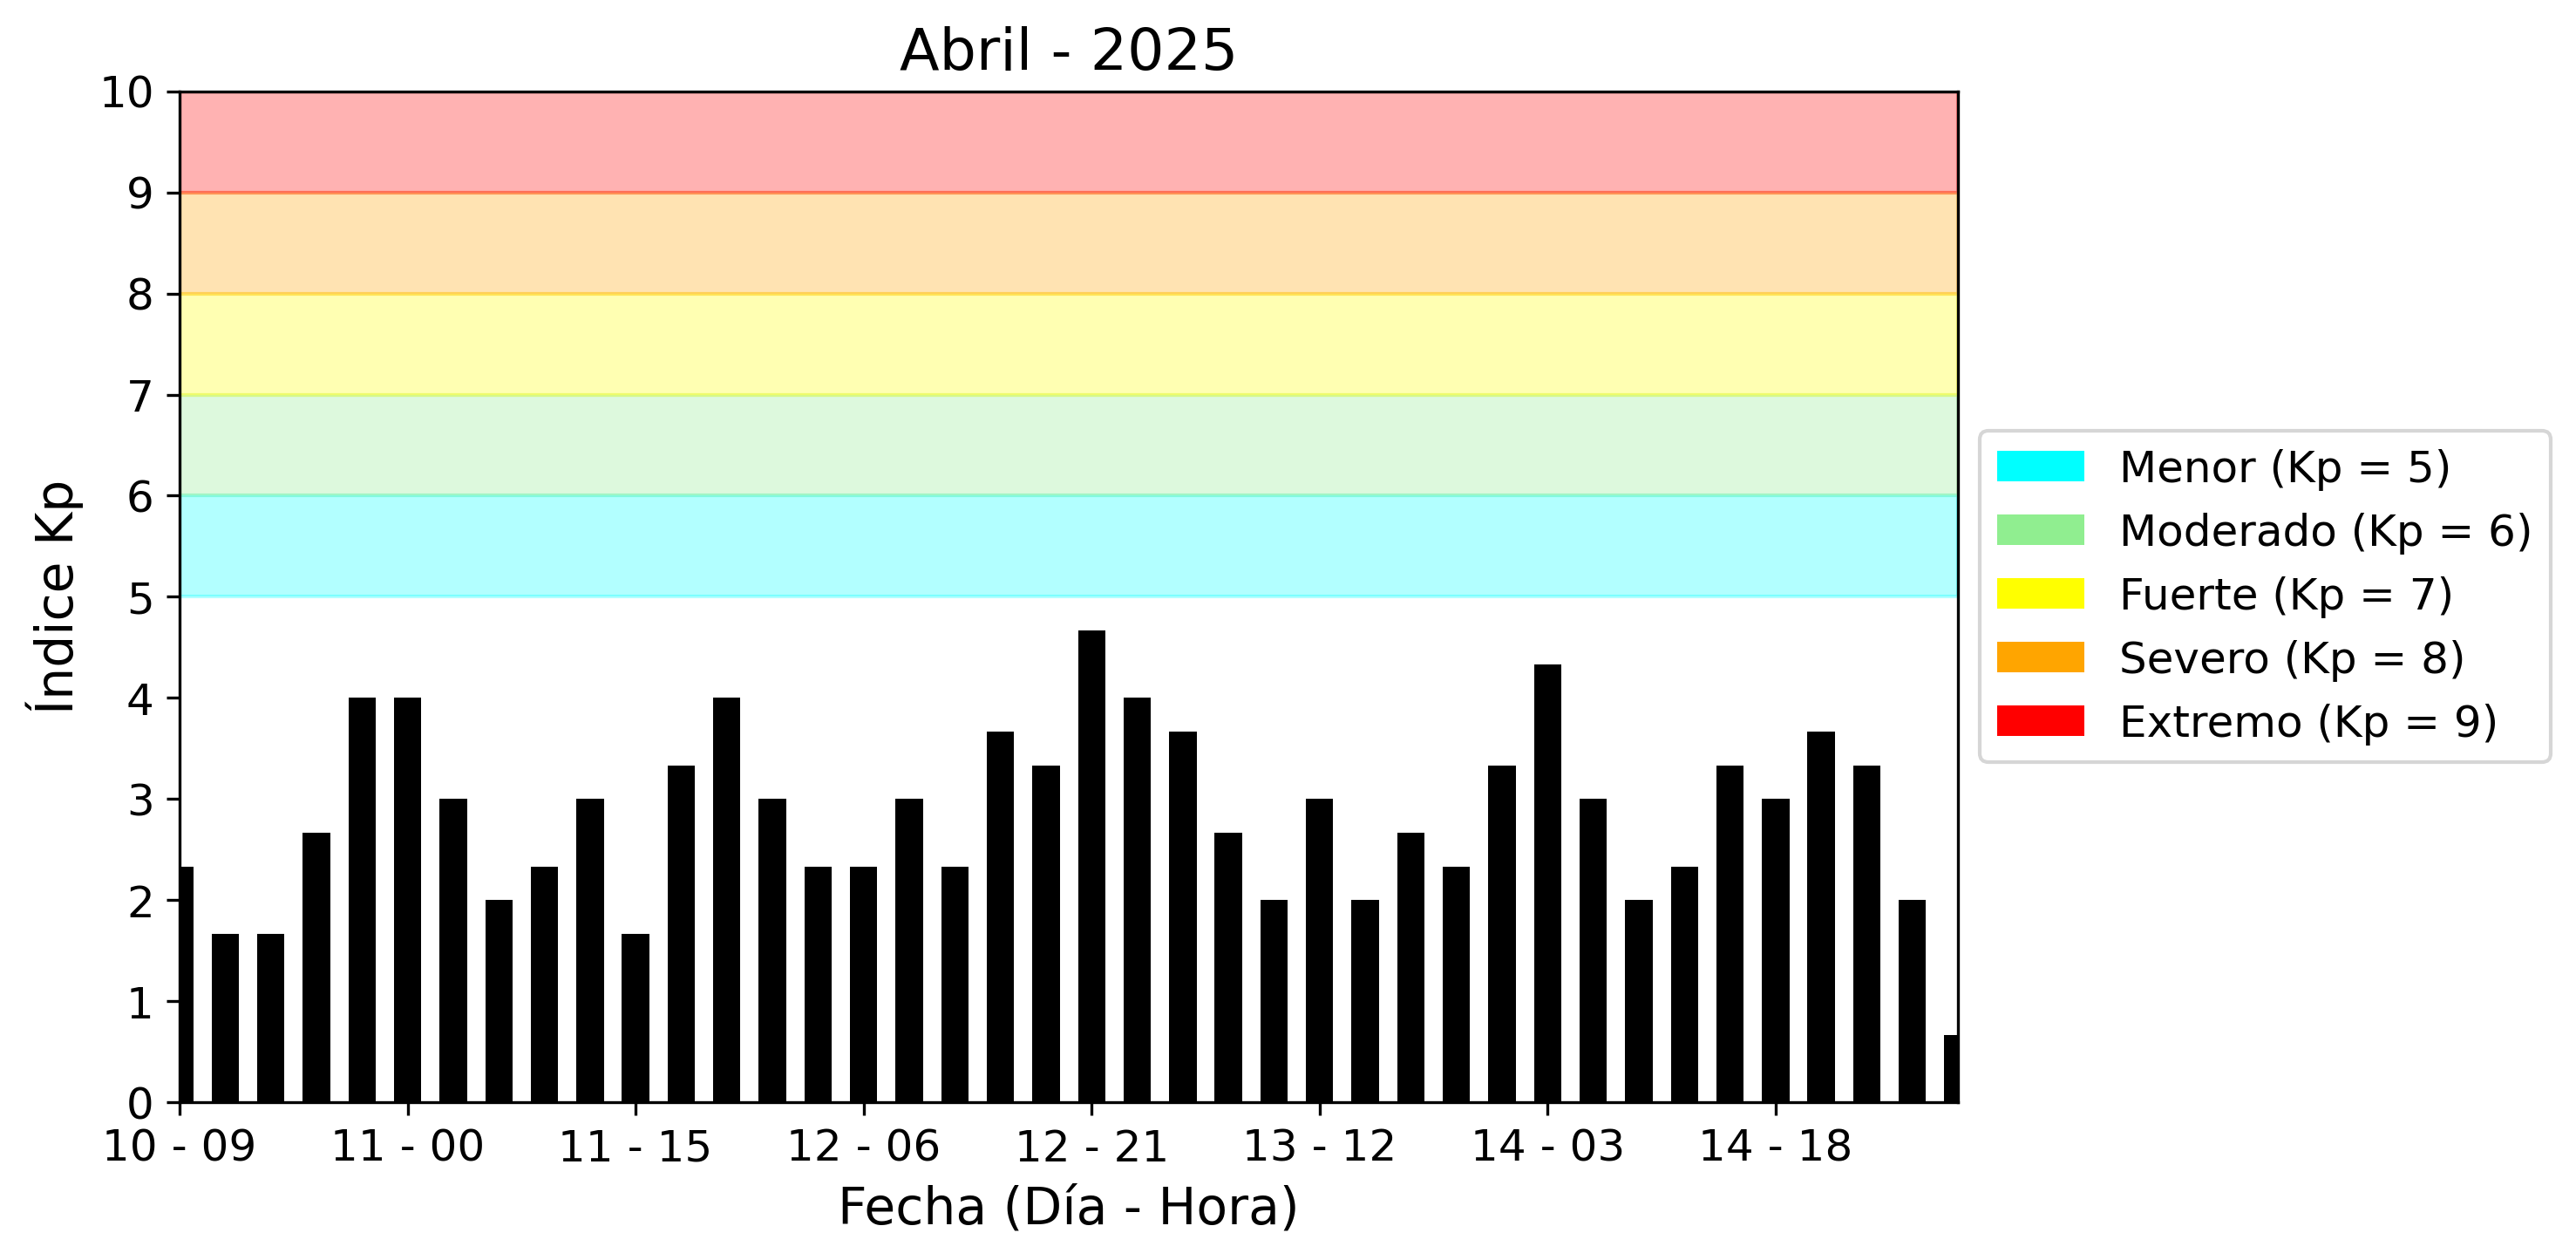 Abril - 2025
10
9
8
7
6
5
4
3
2
1
0
Índice Kp
10 - 09
11 - 00
11 - 15
12 - 06
12 - 21
13 - 12
14 - 03
14 - 18
Fecha (Día - Hora)
Menor (Kp = 5)
Moderado (Kp = 6)
Fuerte (Kp = 7)
Severo (Kp = 8)
Extremo (Kp = 9)